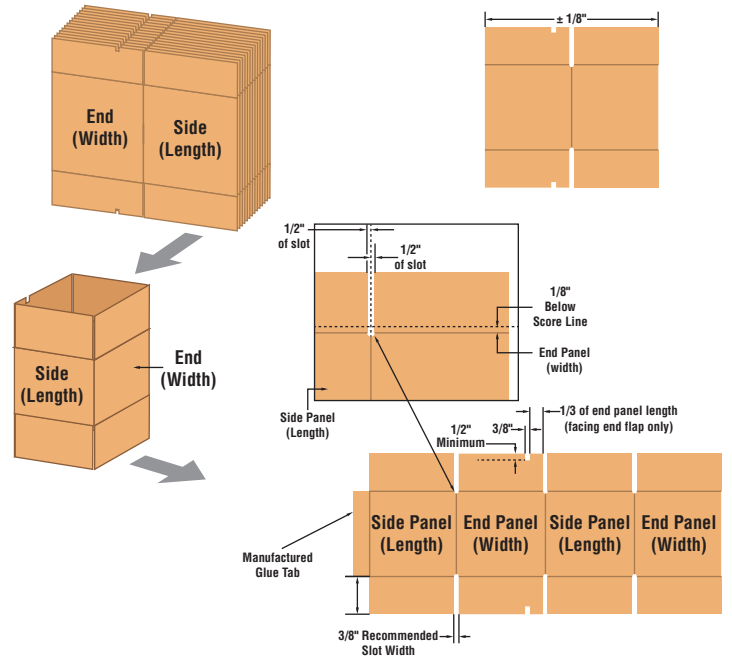 ± 1/8"
End
(Width)
Side
(Length)
1/2"
of slot
1/2"
of slot
1/8"
Below
Score Line
End Panel
(width)
Side Panel
(Length)
Side
(Length)
End
(Width)
1/2"
Minimum
3/8"
1/3 of end panel length
(facing end flap only)
Side Panel
(Length)
End Panel
(Width)
Side Panel
(Length)
End Panel
(Width)
Manufactured
Glue Tab
3/8" Recommended
Slot Width